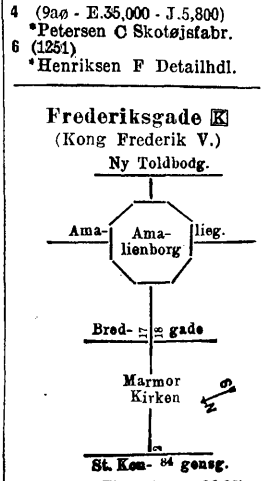 4 (9aø - E.35,000 - J.5,800)
*Petersen C Skotøjsfabr.
6 (1251)
*Henriksen F Detailhdl.
Frederiksgade K
(Kong Frederik V.)
Ny Toldbodg.
Ama- Ama- lieg.
lienborg
Bred- 17 18 gade
Marmor
Kirken
S
N
2
St. Kon- 84 gensg.